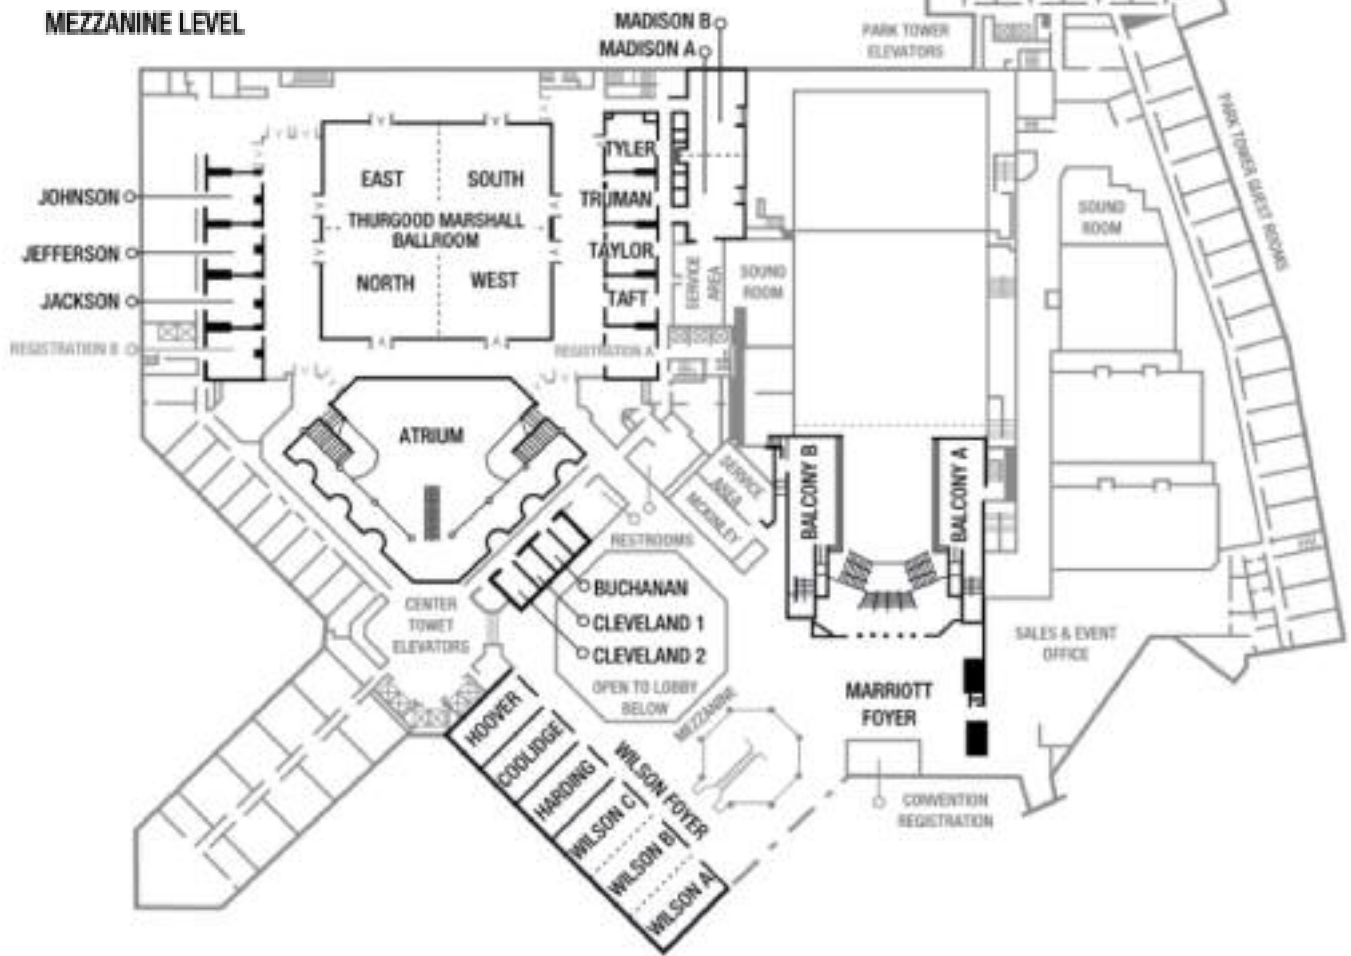 MEZZANINE LEVEL
MADISON B
MADISON A
PARK TOWER
ELEVATORS
PARK TOWER GUEST ROOMS
TYLER
EAST
SOUTH
JOHNSON
TRUMAN
SOUND
ROOM
THURGOOD MARSHALL
BALLROOM
JEFFERSON
TAYLOR
SERVICE
AREA
SOUND
ROOM
NORTH
WEST
JACKSON
TAFT
REGISTRATION B
REGISTRATION A
ATRIUM
BALCONY B
BALCONY A
SERVICE
AREA
MCKINLEY
RESTROOMS
BUCHANAN
CENTER
TOWET
ELEVATORS
CLEVELAND 1
CLEVELAND 2
SALES & EVENT
OFFICE
OPEN TO LOBBY
BELOW
MARRIOTT
FOYER
MEZZANINE
HOOVER
COOLIDGE
HARDING
WILSON FOYER
WILSON C
WILSON B
WILSON A
CONVENTION
REGISTRATION